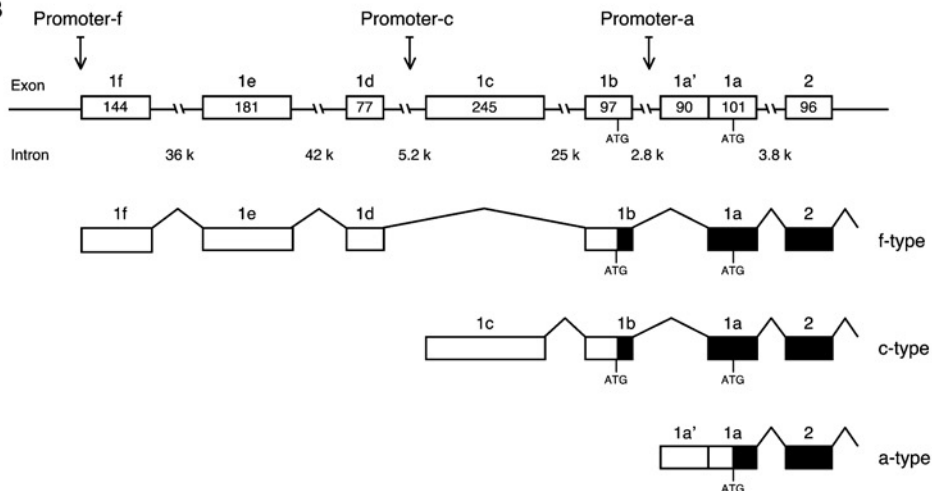 B
Promoter-f Promoter-c Promoter-a
Exon 1f 1e 1d 1c 1b 1a' 1a 2
144 181 77 245 97 90 101 96
ATG ATG
Intron 36 k 42 k 5.2 k 25 k 2.8 k 3.8 k
1f 1e 1d 1b 1a 2
f-type
ATG ATG
1c 1b 1a 2
c-type
ATG ATG
1a' 1a 2
a-type
ATG